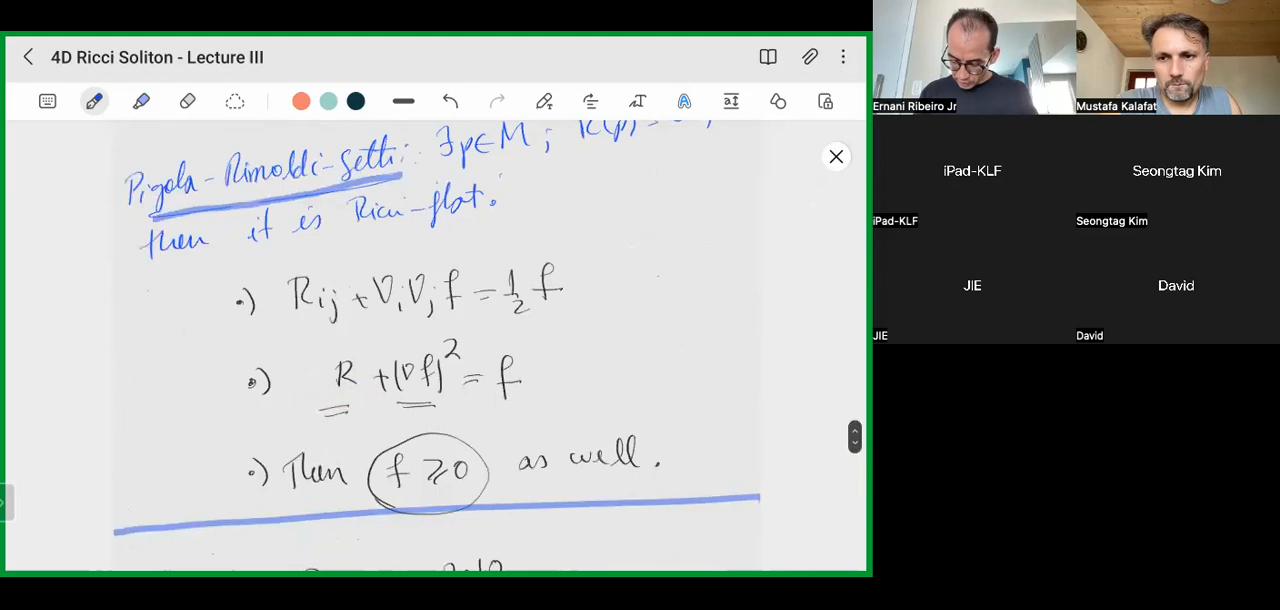 4D Ricci Soliton - Lecture III
Pigola-Rimoldi-Setti: ∃p∈M; R(p)
then it is Ricci-flat.
•) Rij + ∇i∇j f = 1/2 f
•) R + |∇f|² = f
•) Then f ≥ 0 as well.
Ernani Ribeiro Jr
Mustafa Kalafat
iPad-KLF
Seongtag Kim
iPad-KLF
Seongtag Kim
JIE
David
JIE
David